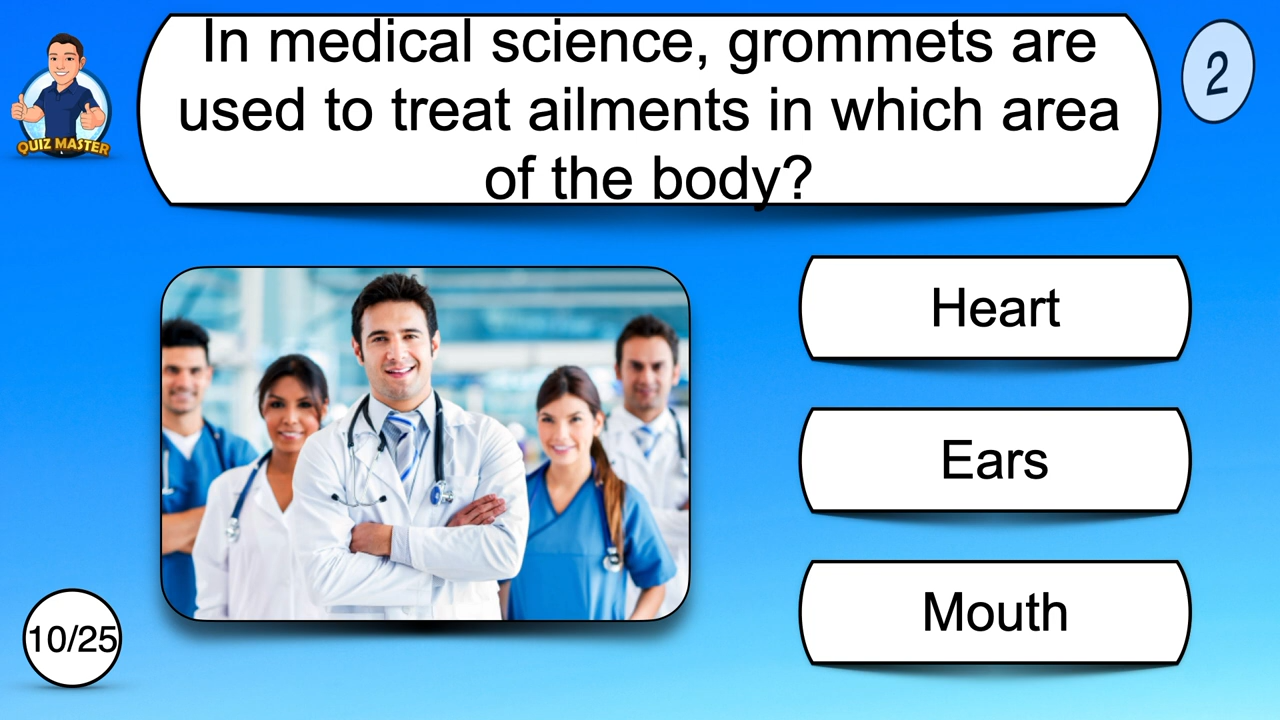 In medical science, grommets are
used to treat ailments in which area
of the body?
2
QUIZ MASTER
Heart
Ears
Mouth
10/25